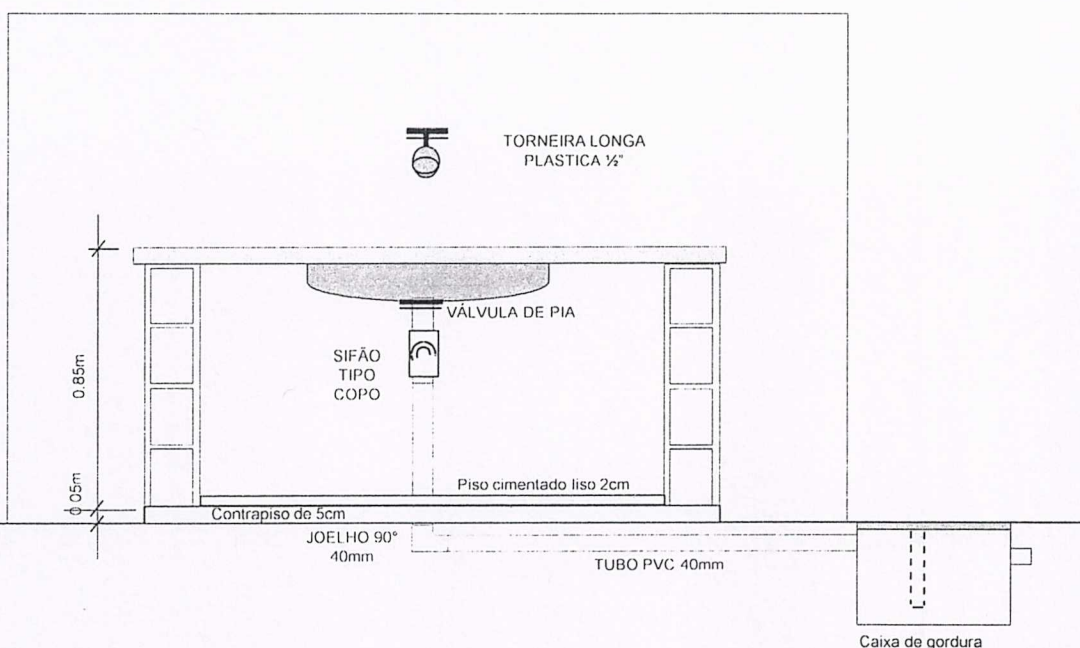 TORNEIRA LONGA
PLASTICA ½"
VÁLVULA DE PIA
SIFÃO
TIPO
COPO
0.85m
0.05m
Piso cimentado liso 2cm
Contrapiso de 5cm
JOELHO 90°
40mm
TUBO PVC 40mm
Caixa de gordura